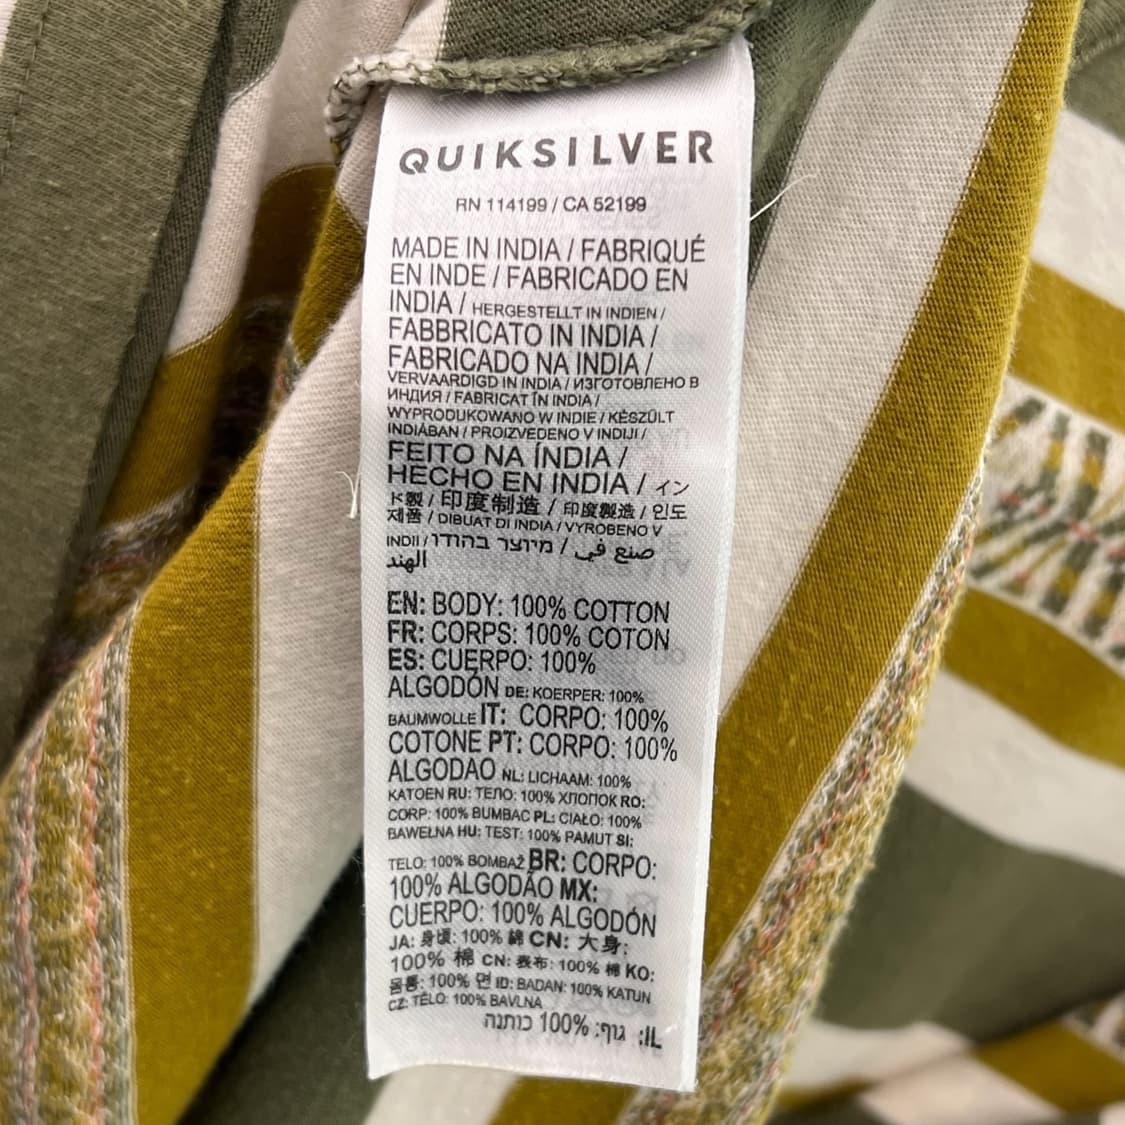 QUIKSILVER
RN 114199 / CA 52199
MADE IN INDIA / FABRIQUÉ
EN INDE / FABRICADO EN
INDIA / HERGESTELLT IN INDIEN /
FABBRICATO IN INDIA /
FABRICADO NA INDIA /
VERVAARDIGD IN INDIA / ИЗГОТОВЛЕНО В
ИНДИЯ / FABRICAT ÎN INDIA /
WYPRODUKOWANO W INDIE / KÉSZÜLT
INDIÁBAN / PROIZVEDENO V INDIJI /
FEITO NA ÍNDIA /
HECHO EN INDIA / イン
ド製 / 印度制造 / 印度製造 / 인도
제품 / DIBUAT DI INDIA / VYROBENO V
INDII / מיוצר בהודו / صنع في
الهند
EN: BODY: 100% COTTON
FR: CORPS: 100% COTON
ES: CUERPO: 100%
ALGODÓN DE: KOERPER: 100%
BAUMWOLLE IT: CORPO: 100%
COTONE PT: CORPO: 100%
ALGODAO NL: LICHAAM: 100%
KATOEN RU: ТЕЛО: 100% ХЛОПОК RO:
CORP: 100% BUMBAC PL: CIAŁO: 100%
BAWEŁNA HU: TEST: 100% PAMUT SI:
TELO: 100% BOMBAŽ BR: CORPO:
100% ALGODÃO MX:
CUERPO: 100% ALGODÓN
JA: 身頃: 100% 綿 CN: 大身:
100% 棉 CN: 表布: 100% 棉 KO:
몸통: 100% 면 ID: BADAN: 100% KATUN
CZ: TĚLO: 100% BAVLNA
IL: גוף: 100% כותנה